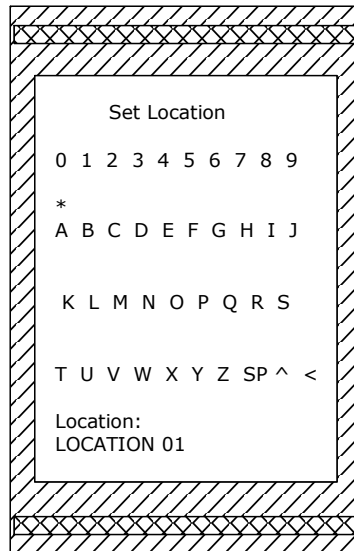 Set Location
0 1 2 3 4 5 6 7 8 9
*
A B C D E F G H I J
K L M N O P Q R S
T U V W X Y Z SP ^ <
Location:
LOCATION 01